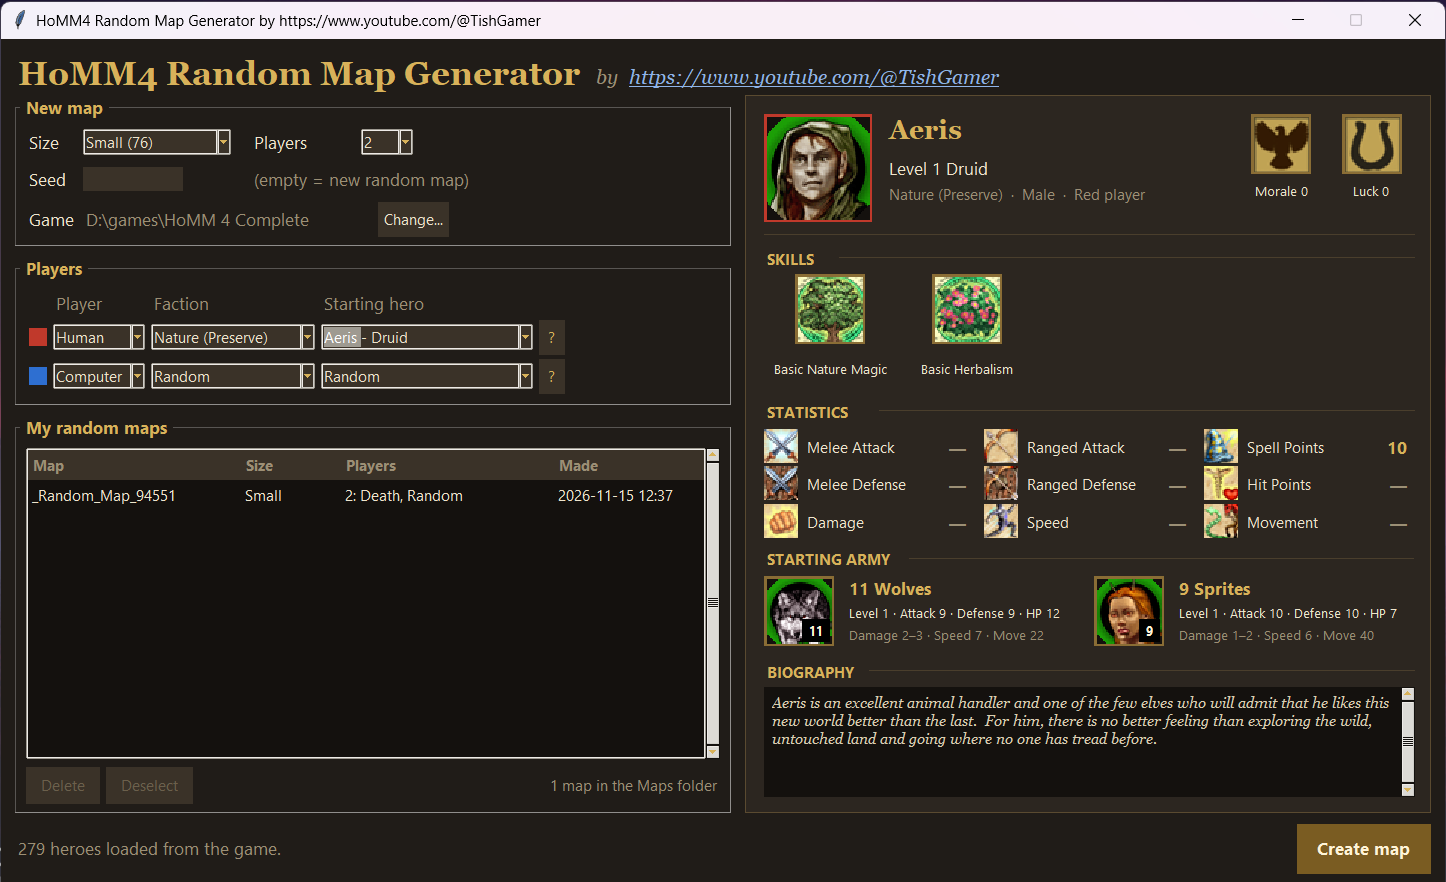 HoMM4 Random Map Generator by https://www.youtube.com/@TishGamer
HoMM4 Random Map Generator by https://www.youtube.com/@TishGamer
New map
Size Small (76) Players 2
Seed (empty = new random map)
Game D:\games\HoMM 4 Complete Change...
Players
Player Faction Starting hero
Human Nature (Preserve) Aeris - Druid ?
Computer Random Random ?
My random maps
Map Size Players Made
_Random_Map_94551 Small 2: Death, Random 2026-11-15 12:37
Delete Deselect 1 map in the Maps folder
279 heroes loaded from the game.
Aeris
Level 1 Druid
Nature (Preserve) · Male · Red player
Morale 0 Luck 0
SKILLS
Basic Nature Magic Basic Herbalism
STATISTICS
Melee Attack — Ranged Attack — Spell Points 10
Melee Defense — Ranged Defense — Hit Points —
Damage — Speed — Movement —
STARTING ARMY
11 11 Wolves
Level 1 · Attack 9 · Defense 9 · HP 12
Damage 2–3 · Speed 7 · Move 22
9 9 Sprites
Level 1 · Attack 10 · Defense 10 · HP 7
Damage 1–2 · Speed 6 · Move 40
BIOGRAPHY
Aeris is an excellent animal handler and one of the few elves who will admit that he likes this
new world better than the last.  For him, there is no better feeling than exploring the wild,
untouched land and going where no one has tread before.
Create map